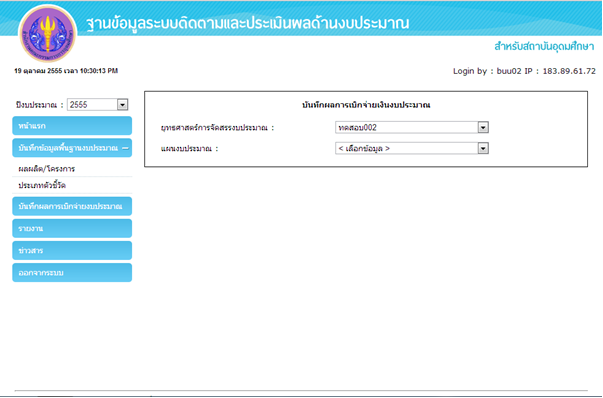 ฐานข้อมูลระบบติดตามและประเมินผลด้านงบประมาณ
สำหรับสถาบันอุดมศึกษา
19 ตุลาคม 2555 เวลา 10:30:13 PM
Login by : buu02 IP : 183.89.61.72
ปีงบประมาณ : 2555
หน้าแรก
บันทึกข้อมูลพื้นฐานงบประมาณ
ผลผลิต/โครงการ
ประเภทตัวชี้วัด
บันทึกผลการเบิกจ่ายงบประมาณ
รายงาน
ข่าวสาร
ออกจากระบบ
บันทึกผลการเบิกจ่ายเงินงบประมาณ
ยุทธศาสตร์การจัดสรรงบประมาณ : ทดสอบ002
แผนงบประมาณ : < เลือกข้อมูล >